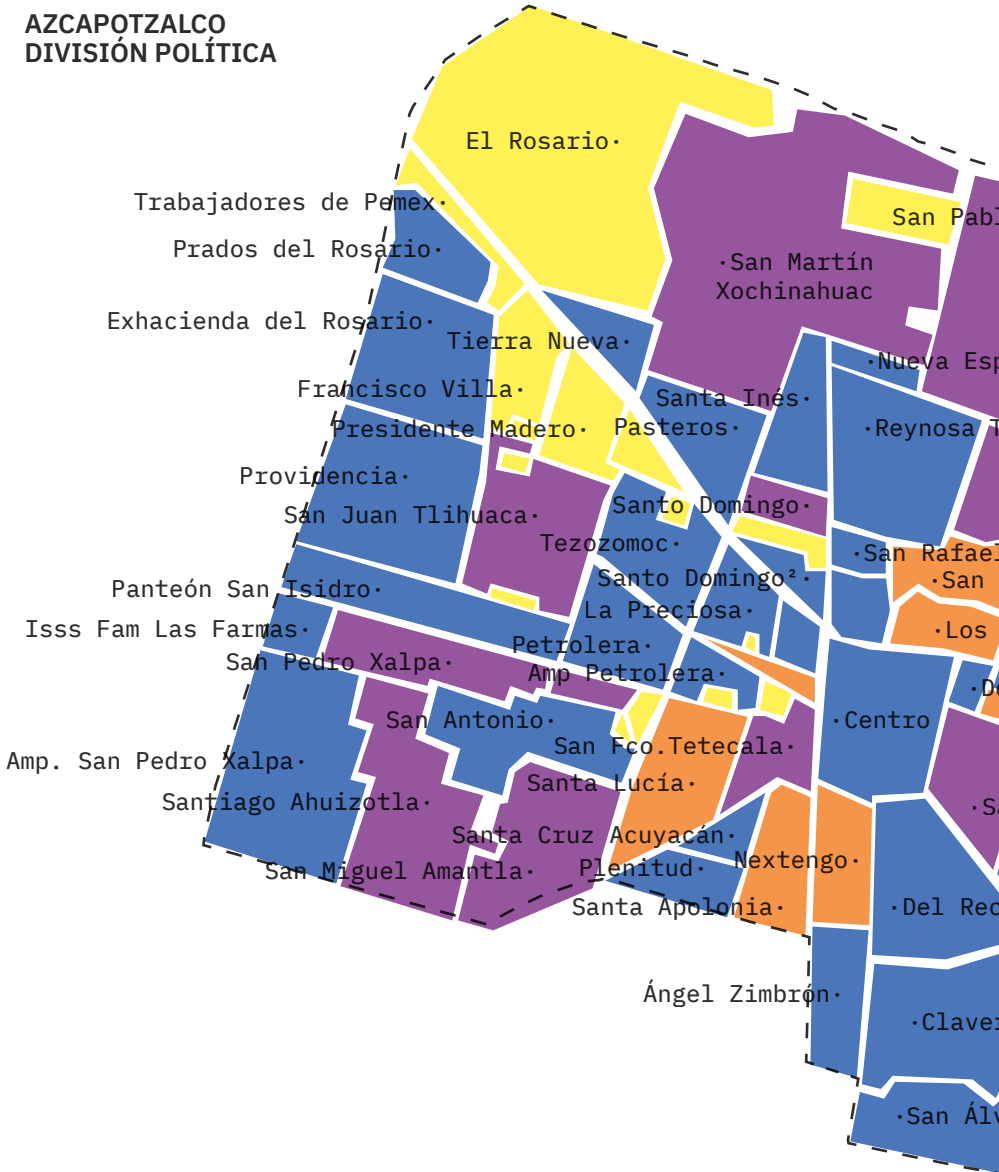 AZCAPOTZALCO
DIVISIÓN POLÍTICA
El Rosario·
Trabajadores de Pemex·
San Pabl
Prados del Rosario·
·San Martín
Xochinahuac
Exhacienda del Rosario·
Tierra Nueva·
·Nueva Esp
Francisco Villa·
Santa Inés·
Presidente Madero·
Pasteros·
·Reynosa T
Providencia·
Santo Domingo·
San Juan Tlihuaca·
Tezozomoc·
·San Rafael
Santo Domingo²·
·San
Panteón San Isidro·
La Preciosa·
Isss Fam Las Farmas·
·Los
Petrolera·
San Pedro Xalpa·
Amp Petrolera·
·De
San Antonio·
·Centro
San Fco.Tetecala·
Amp. San Pedro Xalpa·
Santa Lucía·
Santiago Ahuizotla·
·Sa
Santa Cruz Acuyacán·
Nextengo·
San Miguel Amantla·
Plenitud·
Santa Apolonia·
·Del Rec
Ángel Zimbrón·
·Claver
·San Álv